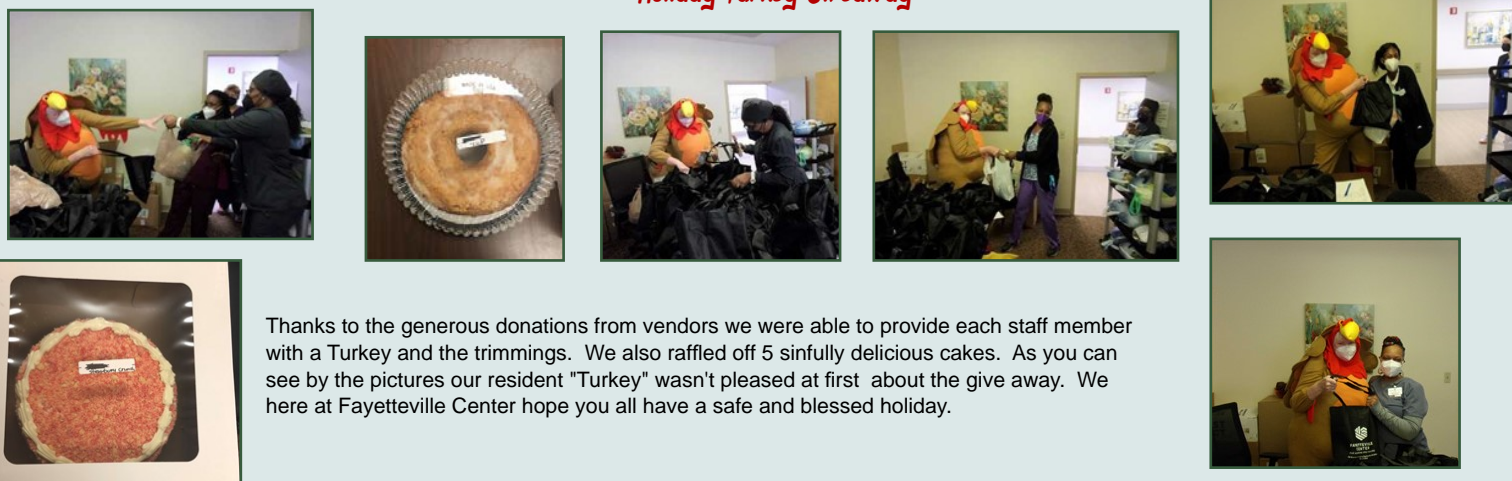 Holiday Turkey Giveaway
Thanks to the generous donations from vendors we were able to provide each staff member
with a Turkey and the trimmings.  We also raffled off 5 sinfully delicious cakes.  As you can
see by the pictures our resident "Turkey" wasn't pleased at first  about the give away.  We
here at Fayetteville Center hope you all have a safe and blessed holiday.
FAYETTEVILLE
CENTER